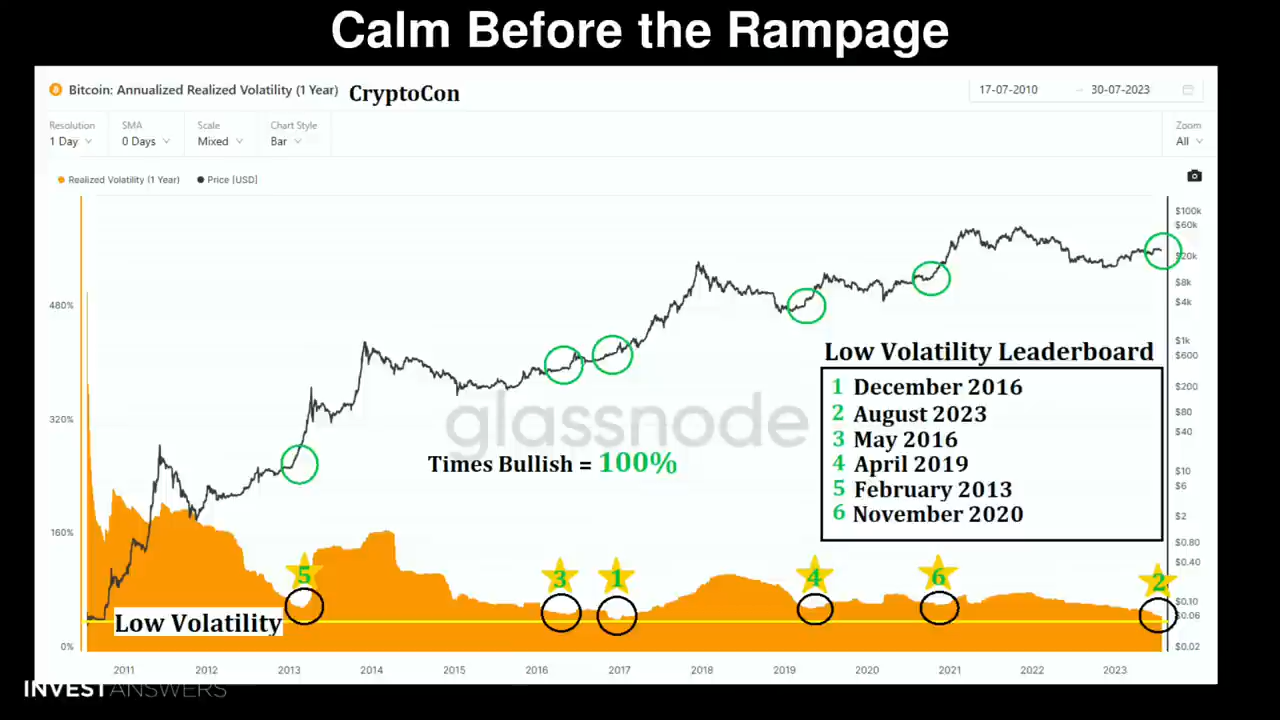 Calm Before the Rampage
Bitcoin: Annualized Realized Volatility (1 Year) CryptoCon
17-07-2010 → 30-07-2023
Resolution SMA Scale Chart Style Zoom
1 Day 0 Days Mixed Bar All
Realized Volatility (1 Year) Price [USD]
$100k
$60k
$20k
$8k
480%
$4k
$1k
Low Volatility Leaderboard
$600
1 December 2016
$200
2 August 2023
$80
320%
glassnode
$40
3 May 2016
Times Bullish = 100%
4 April 2019
$10
5 February 2013
$6
6 November 2020
$2
160%
$0.80
$0.40
5 3 1 4 6 2
$0.10
$0.06
Low Volatility
0%
$0.02
2011 2012 2013 2014 2015 2016 2017 2018 2019 2020 2021 2022 2023
INVESTANSWERS